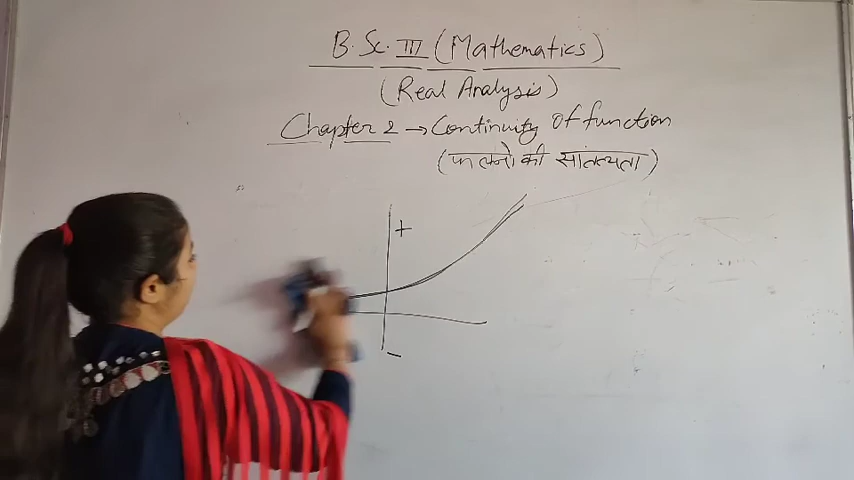 B.Sc. III (Mathematics)
(Real Analysis)
Chapter 2 → Continuity of function
(फलनों की सांतत्यता)
+
−